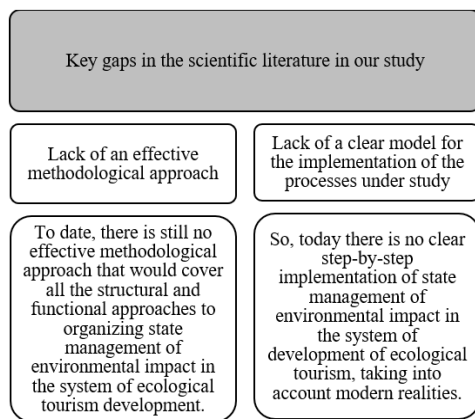 Key gaps in the scientific literature in our study
Lack of an effective
methodological approach
Lack of a clear model for
the implementation of the
processes under study
To date, there is still no
effective methodological
approach that would cover
all the structural and
functional approaches to
organizing state
management of
environmental impact in
the system of ecological
tourism development.
So, today there is no clear
step-by-step
implementation of state
management of
environmental impact in
the system of
development of ecological
tourism, taking into
account modern realities.